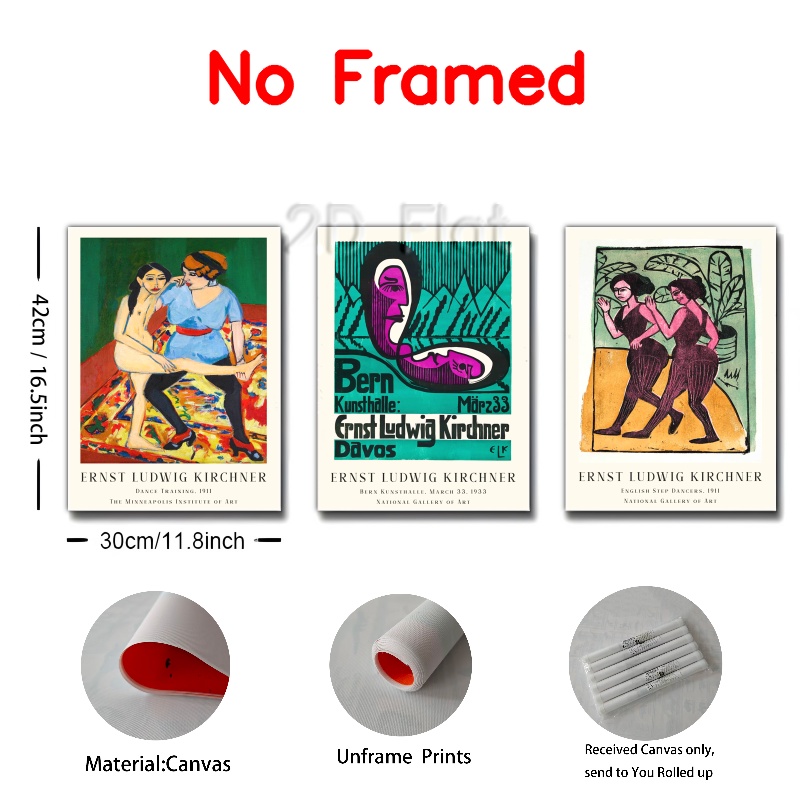 No Framed
2P Flat
42cm / 16.5inch
ERNST LUDWIG KIRCHNER
Dance Training, 1911
The Minneapolis Institute of Art
Bern
Kunsthalle: März33
Ernst Ludwig Kirchner
Davos ELK
ERNST LUDWIG KIRCHNER
Bern Kunsthalle, March 33, 1933
National Gallery of Art
ERNST LUDWIG KIRCHNER
English Step Dancers, 1911
National Gallery of Art
30cm/11.8inch
Material:Canvas
Unframe Prints
Received Canvas only,
send to You Rolled up